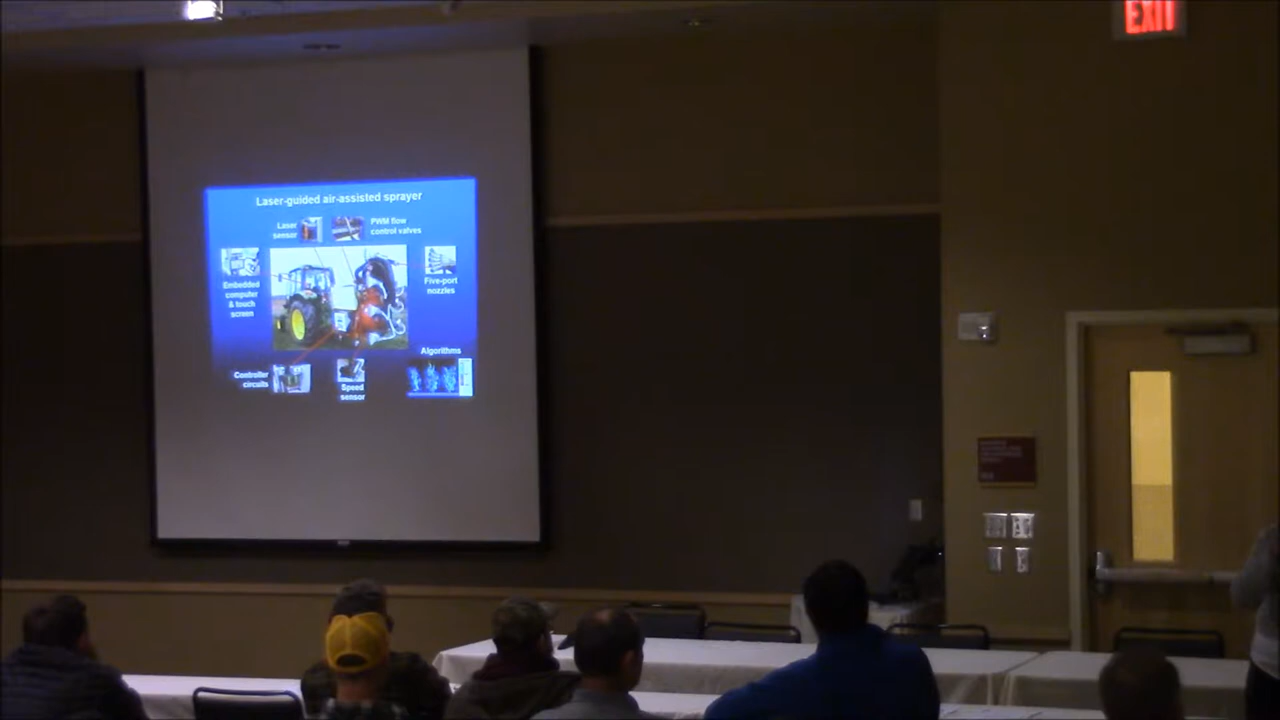 EXIT
Laser-guided air-assisted sprayer
Laser
sensor
PWM flow
control valves
Embedded
computer
& touch
screen
Five-port
nozzles
Controller
circuits
Speed
sensor
Algorithms